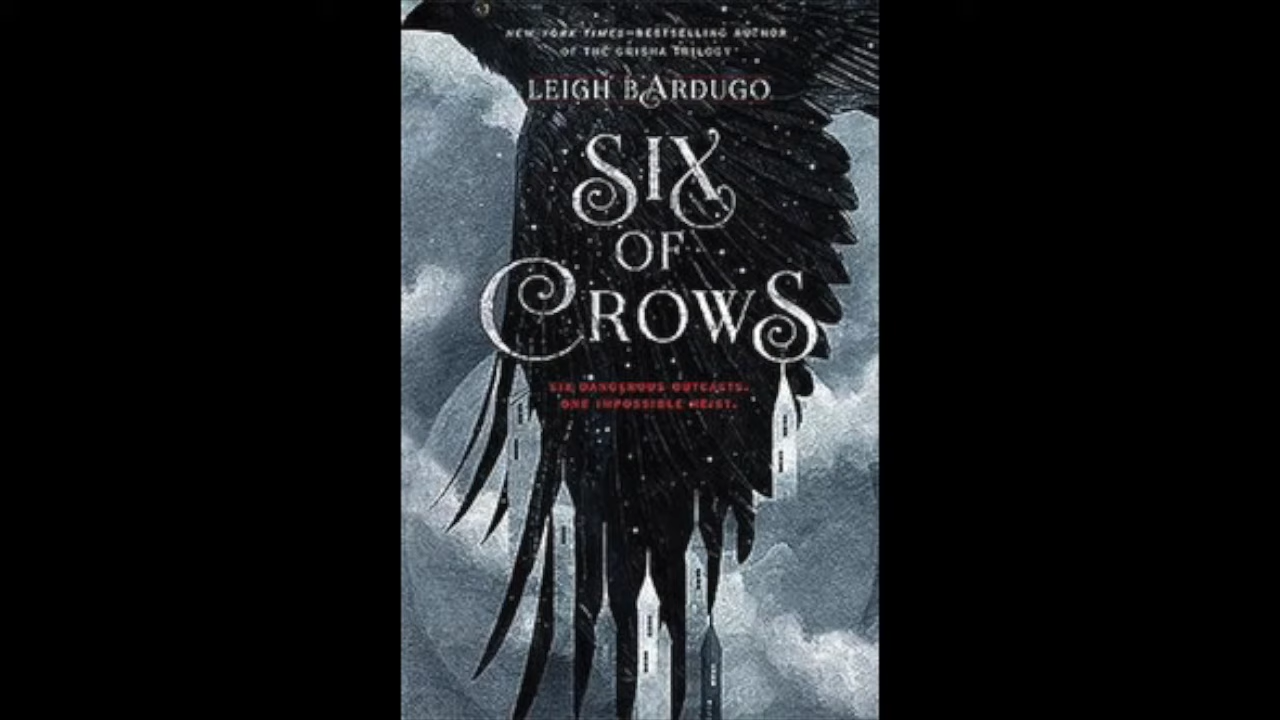 NEW YORK TIMES–BESTSELLING AUTHOR
OF THE GRISHA TRILOGY
LEIGH BARDUGO
SIX
OF
CROWS
SIX DANGEROUS OUTCASTS.
ONE IMPOSSIBLE HEIST.